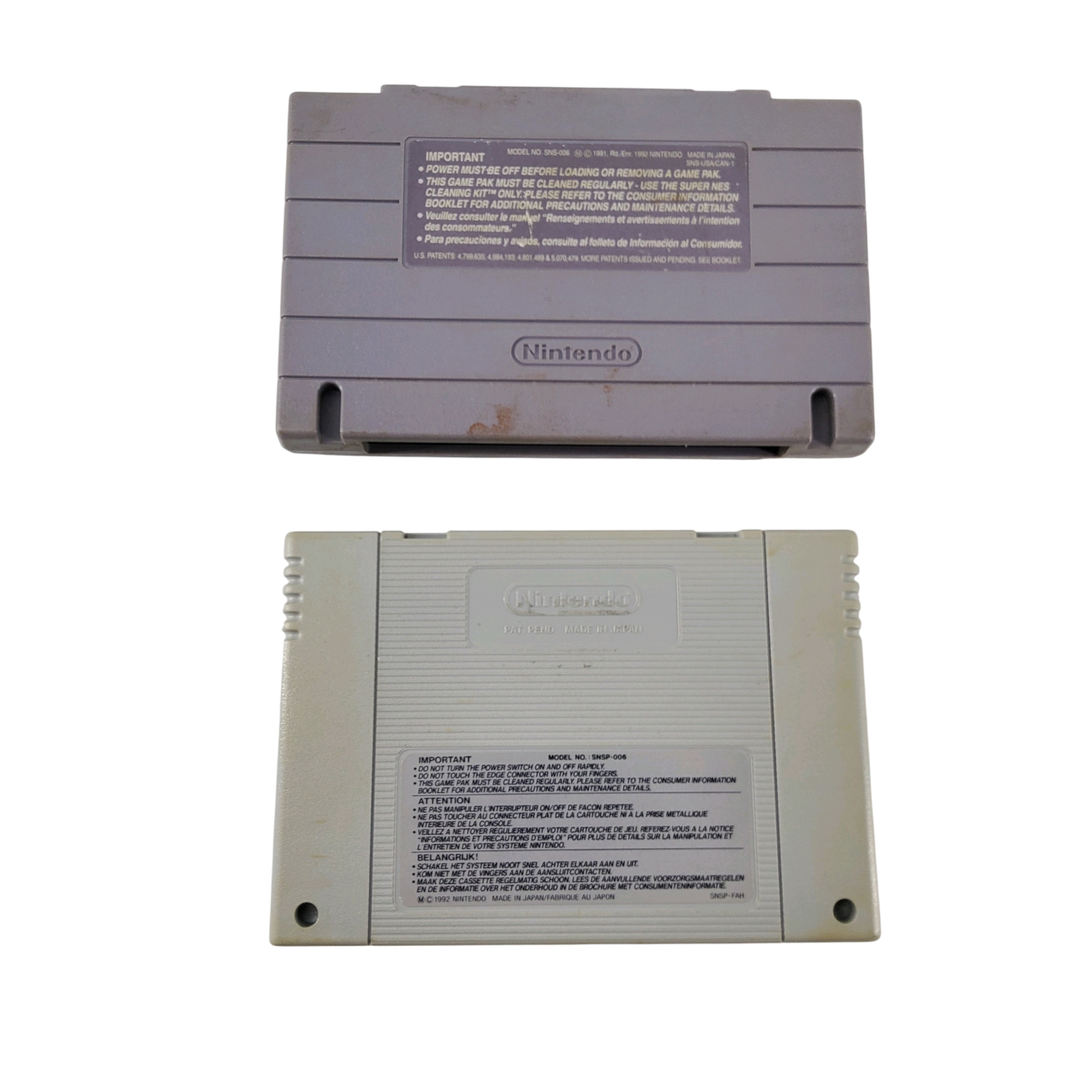 IMPORTANT MODEL NO. SNS-006 Ⓜ © 1991, Rd./Enr. 1992 NINTENDO MADE IN JAPAN
SNS-USA/CAN-1
• POWER MUST BE OFF BEFORE LOADING OR REMOVING A GAME PAK.
• THIS GAME PAK MUST BE CLEANED REGULARLY - USE THE SUPER NES
CLEANING KIT™ ONLY. PLEASE REFER TO THE CONSUMER INFORMATION
BOOKLET FOR ADDITIONAL PRECAUTIONS AND MAINTENANCE DETAILS.
• Veuillez consulter le manuel "Renseignements et avertissements à l'intention
des consommateurs."
• Para precauciones y avisos, consulte al folleto de Información al Consumidor.
U.S. PATENTS: 4,799,635; 4,984,193; 4,601,469 & 5,070,479. MORE PATENTS ISSUED AND PENDING. SEE BOOKLET.
Nintendo
Nintendo
PAT. PEND. MADE IN JAPAN
IMPORTANT MODEL NO. : SNSP-006
• DO NOT TURN THE POWER SWITCH ON AND OFF RAPIDLY.
• DO NOT TOUCH THE EDGE CONNECTOR WITH YOUR FINGERS.
• THIS GAME PAK MUST BE CLEANED REGULARLY. PLEASE REFER TO THE CONSUMER INFORMATION
BOOKLET FOR ADDITIONAL PRECAUTIONS AND MAINTENANCE DETAILS.
ATTENTION
• NE PAS MANIPULER L'INTERRUPTEUR ON/OFF DE FACON REPETEE.
• NE PAS TOUCHER AU CONNECTEUR PLAT DE LA CARTOUCHE NI A LA PRISE METALLIQUE
INTERIEURE DE LA CONSOLE.
• VEILLEZ A NETTOYER REGULIEREMENT VOTRE CARTOUCHE DE JEU. REFEREZ-VOUS A LA NOTICE
"INFORMATIONS ET PRECAUTIONS D'EMPLOI" POUR PLUS DE DETAILS SUR LA MANIPULATION ET
L'ENTRETIEN DE VOTRE SYSTEME NINTENDO.
BELANGRIJK!
• SCHAKEL HET SYSTEEM NOOIT SNEL ACHTER ELKAAR AAN EN UIT.
• KOM NIET MET DE VINGERS AAN DE AANSLUITCONTACTEN.
• MAAK DEZE CASSETTE REGELMATIG SCHOON. LEES DE AANVULLENDE VOORZORGSMAATREGELEN
EN DE INFORMATIE OVER HET ONDERHOUD IN DE BROCHURE MET CONSUMENTENINFORMATIE.
Ⓜ © 1992 NINTENDO MADE IN JAPAN/FABRIQUE AU JAPON SNSP-FAH